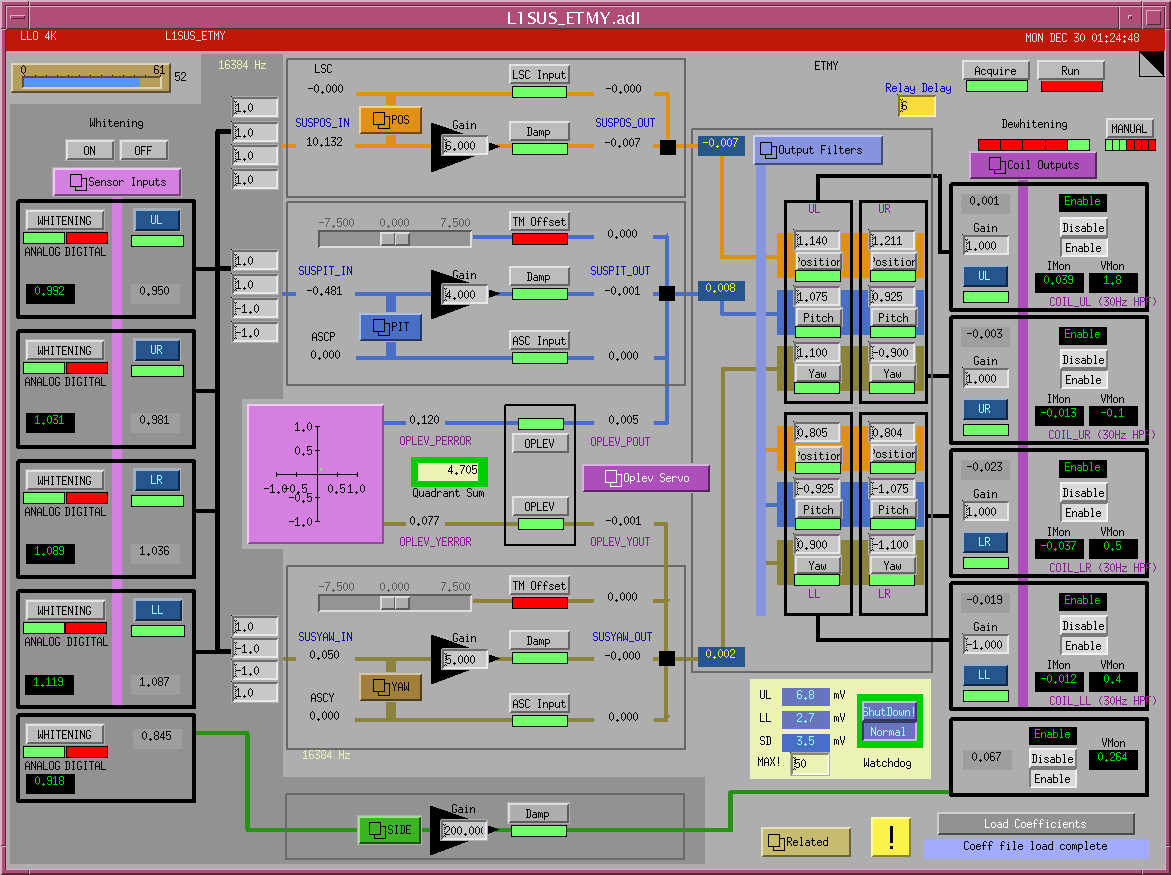 L1SUS_ETMY.adl
LLO 4K
L1SUS_ETMY
MON DEC 30 01:24:48
0 61 52
16384 Hz
Whitening
ON OFF
Sensor Inputs
WHITENING
ANALOG DIGITAL
0.992
UL
0.950
WHITENING
ANALOG DIGITAL
1.031
UR
0.981
WHITENING
ANALOG DIGITAL
1.089
LR
1.036
WHITENING
ANALOG DIGITAL
1.119
LL
1.087
WHITENING
ANALOG DIGITAL
0.918
0.845
1.0
1.0
1.0
1.0
1.0
1.0
-1.0
-1.0
1.0
-1.0
-1.0
1.0
LSC
-0.000
LSC Input
-0.000
SUSPOS_IN
10.132
POS
Gain
6.000
Damp
SUSPOS_OUT
-0.007
-7.500 0.000 7.500
TM Offset
0.000
SUSPIT_IN
-0.481
Gain
4.000
Damp
SUSPIT_OUT
-0.001
PIT
ASCP
0.000
ASC Input
0.000
1.0
0.5
-1.0 -0.5 0.5 1.0
-0.5
-1.0
0.120
OPLEV_PERROR
4.705
Quadrant Sum
0.077
OPLEV_YERROR
OPLEV
OPLEV
0.005
OPLEV_POUT
Oplev Servo
-0.001
OPLEV_YOUT
-7.500 0.000 7.500
TM Offset
0.000
SUSYAW_IN
0.050
Gain
5.000
Damp
SUSYAW_OUT
-0.000
YAW
ASCY
0.000
ASC Input
0.000
16384 Hz
SIDE
Gain
200.000
Damp
ETMY
Relay Delay
6
Acquire
Run
-0.007
0.008
0.002
Output Filters
UL UR
1.140 1.211
Position Position
1.075 0.925
Pitch Pitch
1.100 -0.900
Yaw Yaw
0.805 0.804
Position Position
-0.925 -1.075
Pitch Pitch
0.900 -1.100
Yaw Yaw
LL LR
UL 6.8 mV
LL 2.7 mV
SD 3.5 mV
MAX! 50
ShutDown!
Normal
Watchdog
Dewhitening
MANUAL
Coil Outputs
0.001
Gain
1.000
UL
Enable
Disable
Enable
IMon VMon
0.039 1.8
COIL_UL (30Hz HPF)
-0.003
Gain
1.000
UR
Enable
Disable
Enable
IMon VMon
-0.013 -0.1
COIL_UR (30Hz HPF)
-0.023
Gain
1.000
LR
Enable
Disable
Enable
IMon VMon
-0.037 0.5
COIL_LR (30Hz HPF)
-0.019
Gain
-1.000
LL
Enable
Disable
Enable
IMon VMon
-0.012 0.4
COIL_LL (30Hz HPF)
0.067
Enable
Disable
Enable
VMon
0.264
Related
!
Load Coefficients
Coeff file load complete